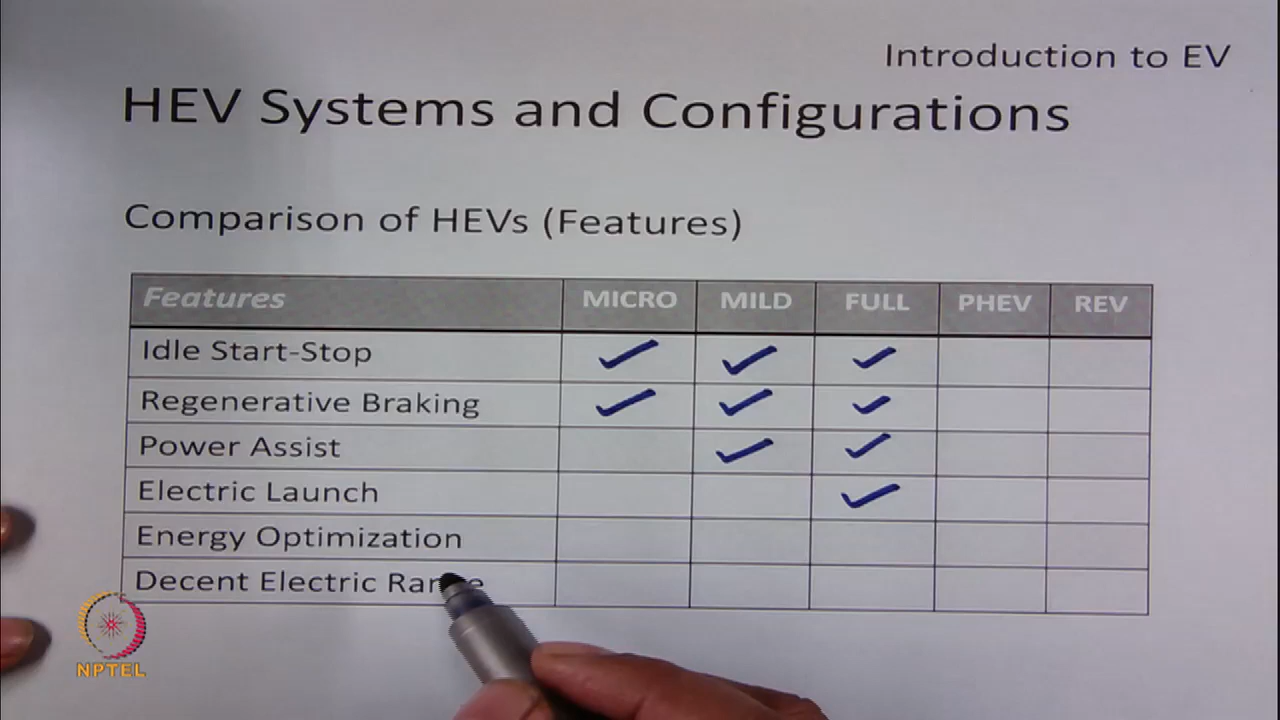 Introduction to EV
HEV Systems and Configurations
Comparison of HEVs (Features)
Features MICRO MILD FULL PHEV REV
Idle Start-Stop ✓ ✓ ✓
Regenerative Braking ✓ ✓ ✓
Power Assist ✓ ✓
Electric Launch ✓
Energy Optimization
Decent Electric
NPTEL